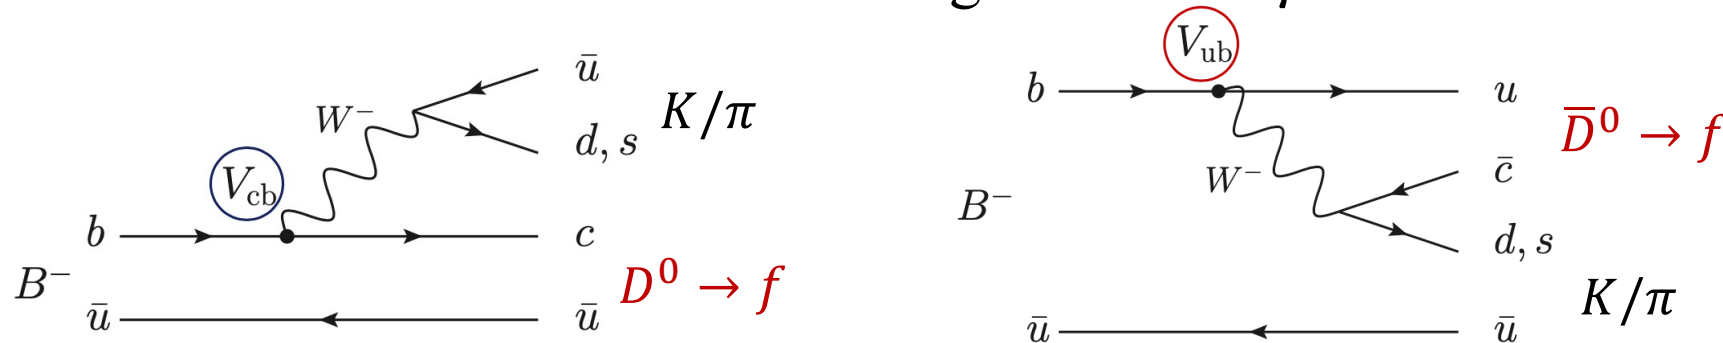 ū
W⁻
K/π
d, s
V_cb
b
c
B⁻
D⁰ → f
ū
ū
V_ub
b
u
D̅⁰ → f
c̄
W⁻
B⁻
d, s
K/π
ū
ū